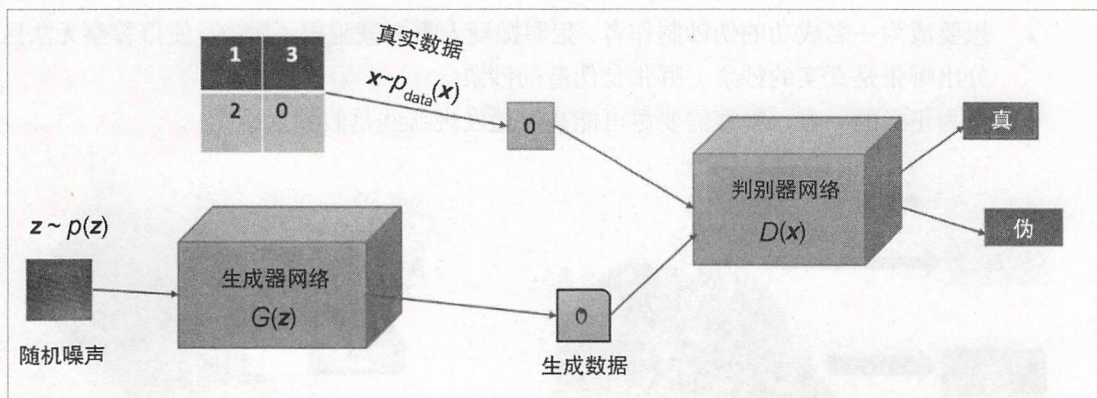 真实数据
x~p_data(x)
1 3
2 0
0
真
判别器网络
D(x)
伪
z ~ p(z)
生成器网络
G(z)
0
随机噪声
生成数据